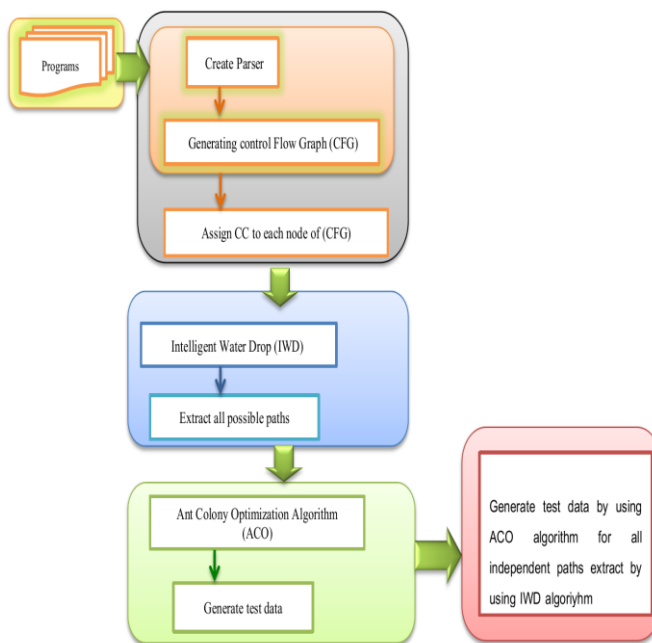 Programs
Create Parser
Generating control Flow Graph (CFG)
Assign CC to each node of (CFG)
Intelligent Water Drop (IWD)
Extract all possible paths
Ant Colony Optimization Algorithm
(ACO)
Generate test data
Generate test data by using
ACO algorithm for all
independent paths extract by
using IWD algoriyhm